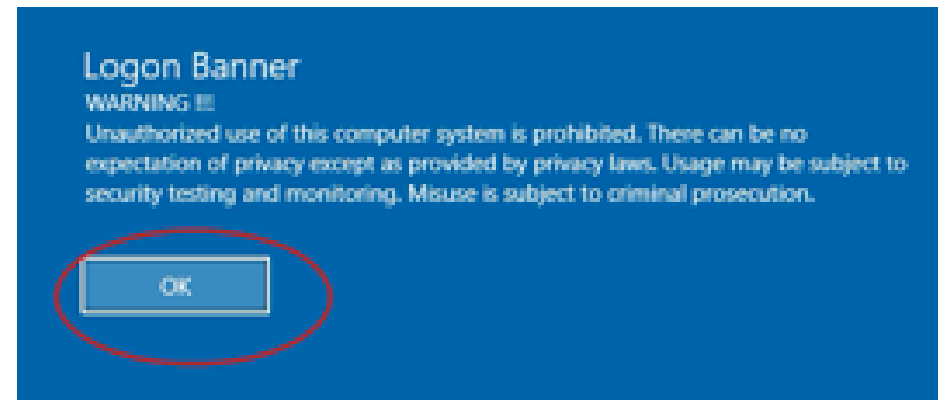 Logon Banner
WARNING !!!
Unauthorized use of this computer system is prohibited. There can be no
expectation of privacy except as provided by privacy laws. Usage may be subject to
security testing and monitoring. Misuse is subject to criminal prosecution.
OK